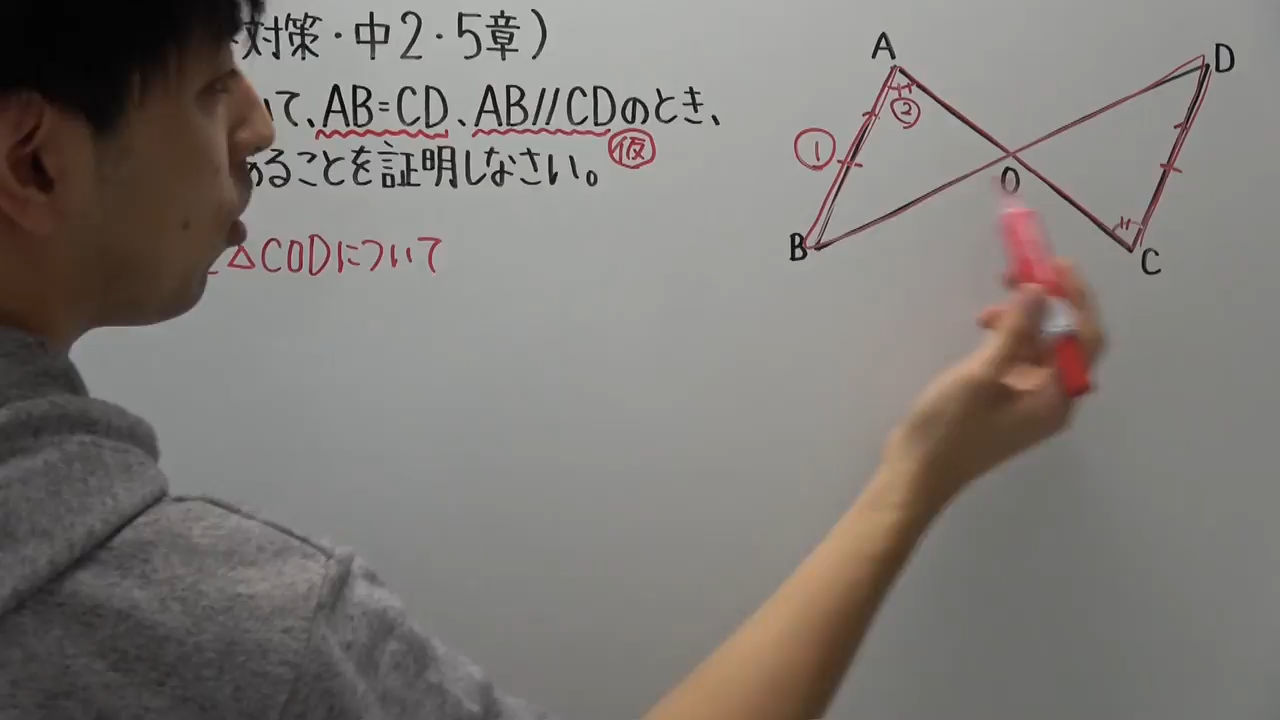 対策・中2・5章)
て、AB=CD、AB//CDのとき、
あることを証明しなさい。
仮
△CODについて
A
D
②
①
O
B
C